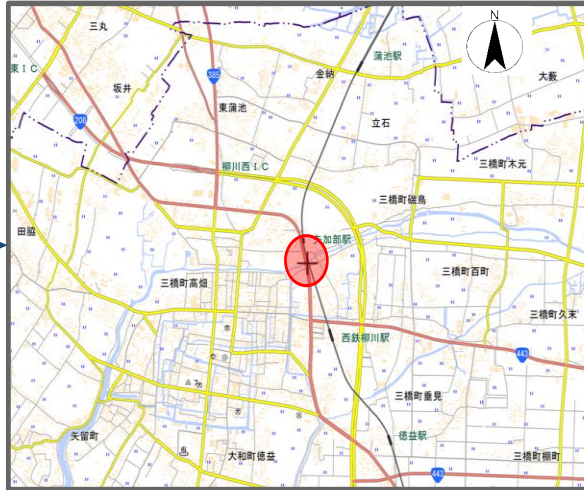 三丸
蒲池駅
N
東IC
385
金納
大薮
坂井
東蒲池
208
立石
柳川西IC
三橋町木元
三橋町磯鳥
田脇
矢加部駅
三橋町高畑
三橋町百町
三橋町久末
西鉄柳川駅
443
三橋町垂見
矢留町
徳益駅
大和町徳益
三橋町棚町
443